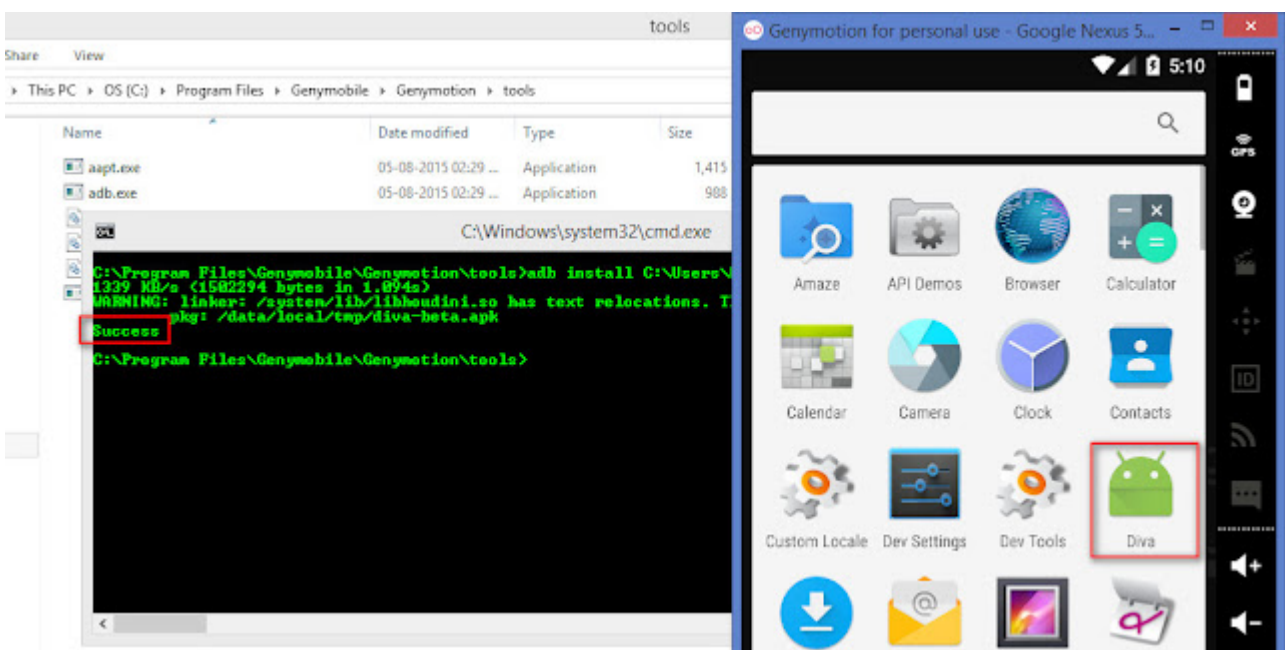 tools
Share View
This PC OS (C:) Program Files Genymobile Genymotion tools
Name Date modified Type Size
aapt.exe 05-08-2015 02:29 ... Application 1,415
adb.exe 05-08-2015 02:29 ... Application 988
C:\Windows\system32\cmd.exe
C:\Program Files\Genymobile\Genymotion\tools>adb install C:\Users\
1339 KB/s (1502294 bytes in 1.094s)
WARNING: linker: /system/lib/libhoudini.so has text relocations.
pkg: /data/local/tmp/diva-beta.apk
Success
C:\Program Files\Genymobile\Genymotion\tools>
Genymotion for personal use - Google Nexus 5...
5:10
GPS
Amaze API Demos Browser Calculator
Calendar Camera Clock Contacts
ID
Custom Locale Dev Settings Dev Tools Diva